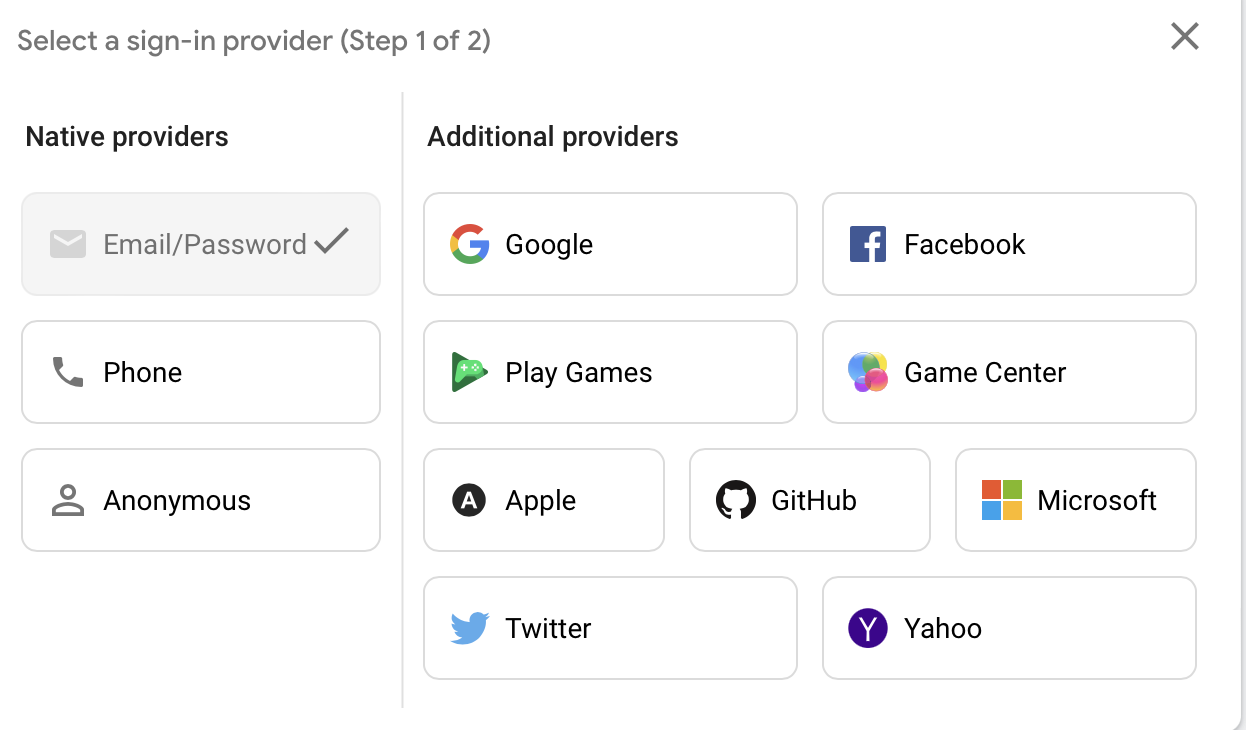 Select a sign-in provider (Step 1 of 2)
Native providers
Email/Password
Phone
Anonymous
Additional providers
Google
Facebook
Play Games
Game Center
Apple
GitHub
Microsoft
Twitter
Yahoo